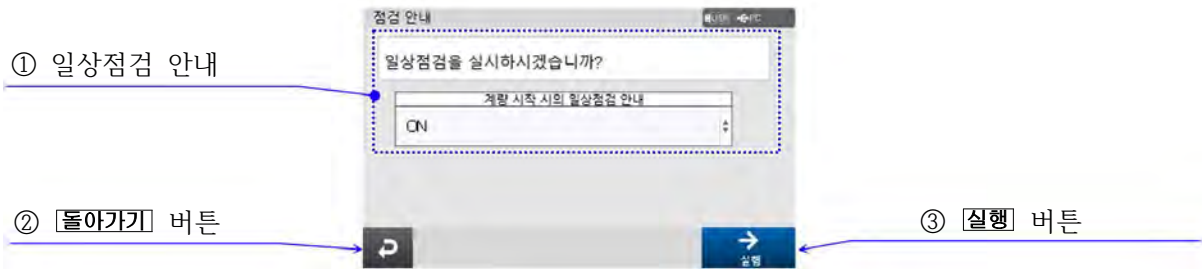 점검 안내
USB PC
① 일상점검 안내
일상점검을 실시하시겠습니까?
계량 시작 시의 일상점검 안내
ON
② 돌아가기 버튼
③ 실행 버튼
실행